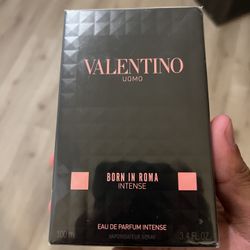 VALENTINO
UOMO
BORN IN ROMA
INTENSE
EAU DE PARFUM INTENSE
VAPORISATEUR SPRAY
100 ml
3.4 FL.OZ